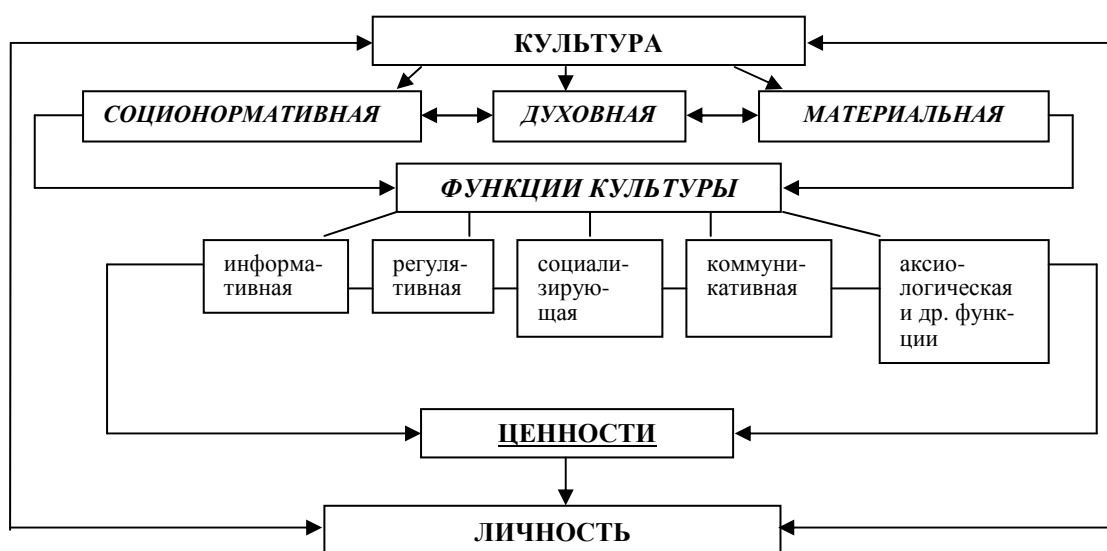 КУЛЬТУРА
СОЦИОНОРМАТИВНАЯ
ДУХОВНАЯ
МАТЕРИАЛЬНАЯ
ФУНКЦИИ КУЛЬТУРЫ
информа-
тивная
регуля-
тивная
социали-
зирую-
щая
коммуни-
кативная
аксио-
логическая
и др. функ-
ции
ЦЕННОСТИ
ЛИЧНОСТЬ